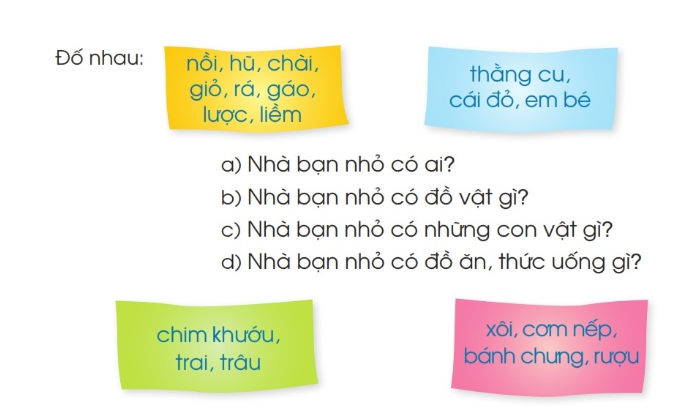 Đố nhau:
nồi, hũ, chài,
giỏ, rá, gáo,
lược, liềm
thằng cu,
cái đỏ, em bé
a) Nhà bạn nhỏ có ai?
b) Nhà bạn nhỏ có đồ vật gì?
c) Nhà bạn nhỏ có những con vật gì?
d) Nhà bạn nhỏ có đồ ăn, thức uống gì?
chim khướu,
trai, trâu
xôi, cơm nếp,
bánh chưng, rượu